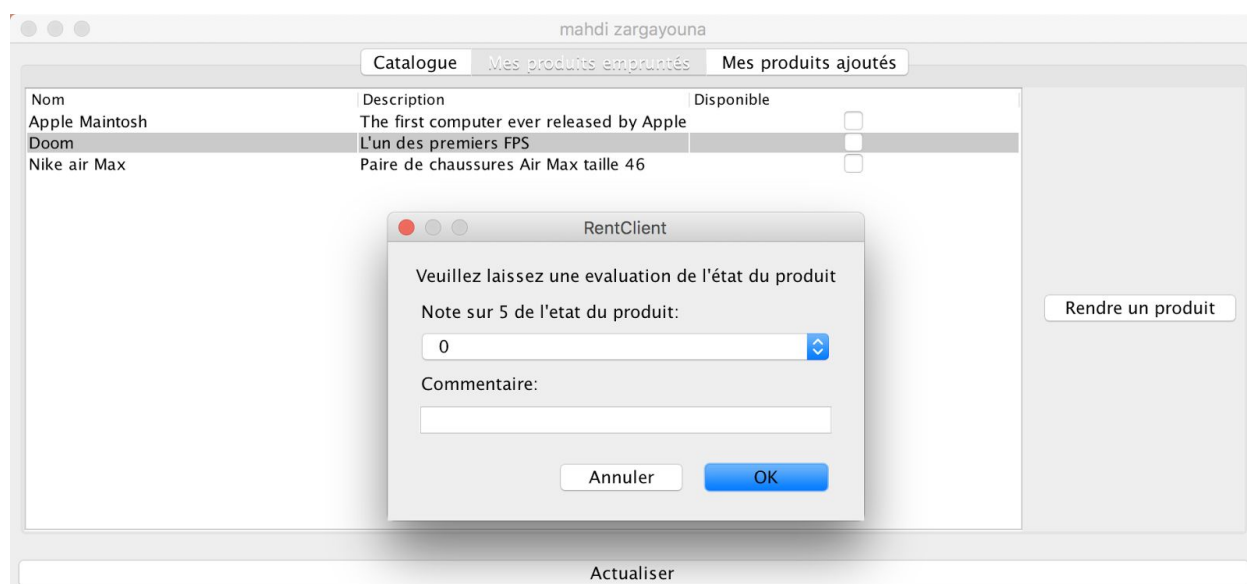 mahdi zargayouna
Catalogue Mes produits empruntés Mes produits ajoutés
Nom Description Disponible
Apple Maintosh The first computer ever released by Apple
Doom L'un des premiers FPS
Nike air Max Paire de chaussures Air Max taille 46
RentClient
Veuillez laissez une evaluation de l'état du produit
Note sur 5 de l'etat du produit:
0
Rendre un produit
Commentaire:
Annuler OK
Actualiser